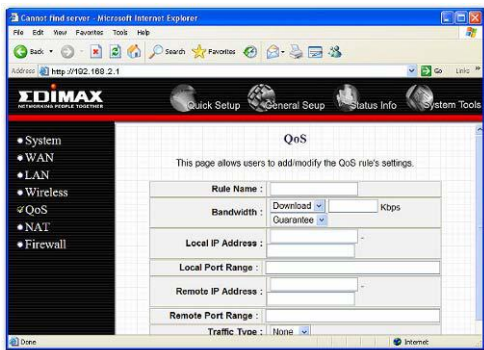 Cannot find server - Microsoft Internet Explorer
File Edit View Favorites Tools Help
Back Search Favorites
Address http://192.168.2.1 Go Links »
EDIMAX
NETWORKING PEOPLE TOGETHER
Quick Setup General Seup Status Info System Tools
System
WAN
LAN
Wireless
QoS
NAT
Firewall
QoS
This page allows users to add/modify the QoS rule's settings.
Rule Name :
Bandwidth : Download Kbps
Guarantee
Local IP Address : -
Local Port Range :
Remote IP Address : -
Remote Port Range :
Traffic Type : None
Done Internet